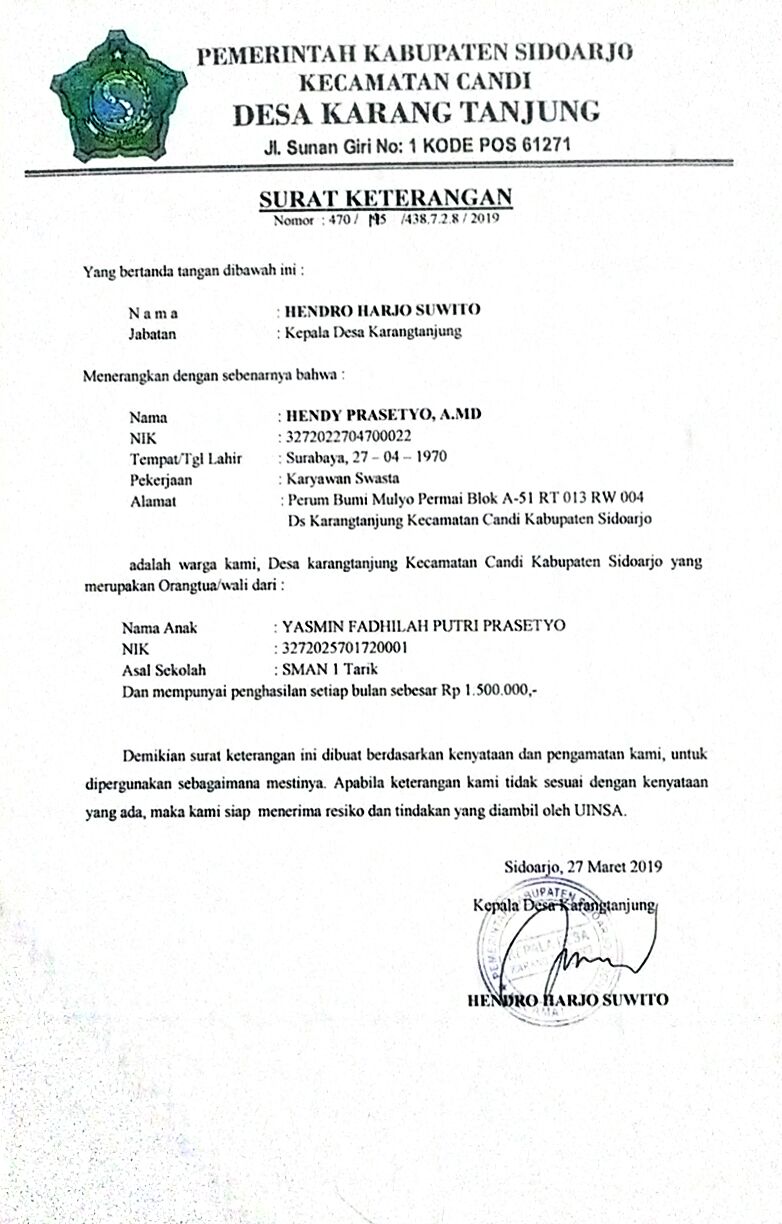 PEMERINTAH KABUPATEN SIDOARJO
KECAMATAN CANDI
DESA KARANG TANJUNG
Jl. Sunan Giri No: 1 KODE POS 61271
SURAT KETERANGAN
Nomor : 470 / 195 /438.7.2.8 / 2019
Yang bertanda tangan dibawah ini :
N a m a : HENDRO HARJO SUWITO
Jabatan : Kepala Desa Karangtanjung
Menerangkan dengan sebenarnya bahwa :
Nama : HENDY PRASETYO, A.MD
NIK : 3272022704700022
Tempat/Tgl Lahir : Surabaya, 27 – 04 – 1970
Pekerjaan : Karyawan Swasta
Alamat : Perum Bumi Mulyo Permai Blok A-51 RT 013 RW 004
Ds Karangtanjung Kecamatan Candi Kabupaten Sidoarjo
adalah warga kami, Desa karangtanjung Kecamatan Candi Kabupaten Sidoarjo yang
merupakan Orangtua/wali dari :
Nama Anak : YASMIN FADHILAH PUTRI PRASETYO
NIK : 3272025701720001
Asal Sekolah : SMAN 1 Tarik
Dan mempunyai penghasilan setiap bulan sebesar Rp 1.500.000,-
Demikian surat keterangan ini dibuat berdasarkan kenyataan dan pengamatan kami, untuk
dipergunakan sebagaimana mestinya. Apabila keterangan kami tidak sesuai dengan kenyataan
yang ada, maka kami siap menerima resiko dan tindakan yang diambil oleh UINSA.
Sidoarjo, 27 Maret 2019
Kepala Desa Karangtanjung
HENDRO HARJO SUWITO